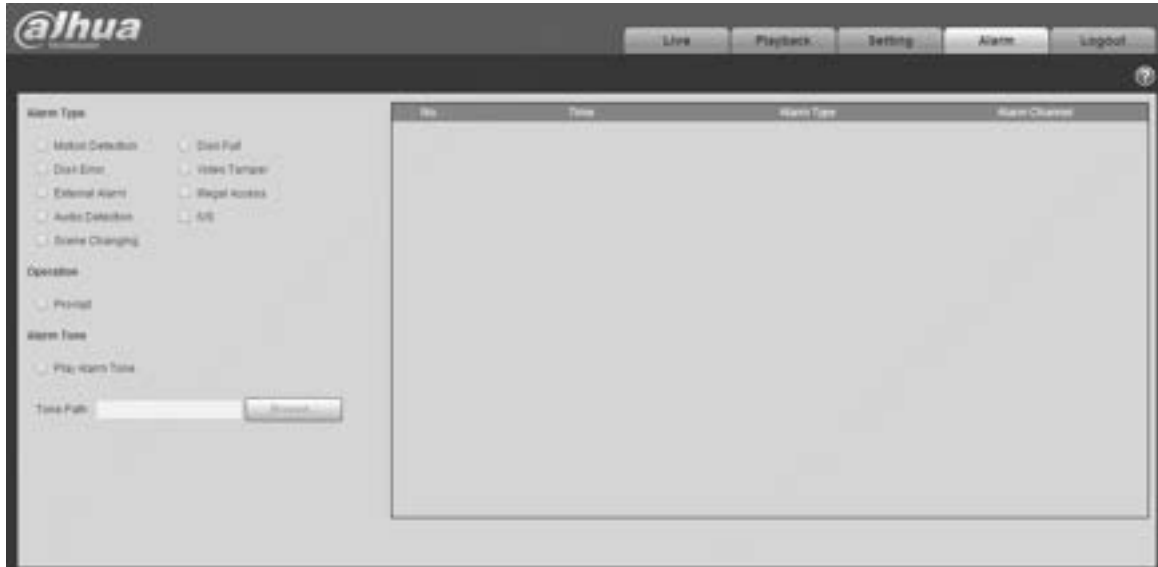 alhua
TECHNOLOGY
Live Playback Setting Alarm Logout
?
Alarm Type
Motion Detection Disk Full
Disk Error Video Tamper
External Alarm Illegal Access
Audio Detection IVS
Scene Changing
Operation
Prompt
Alarm Tone
Play Alarm Tone
Tone Path Browse...
No. Time Alarm Type Alarm Channel